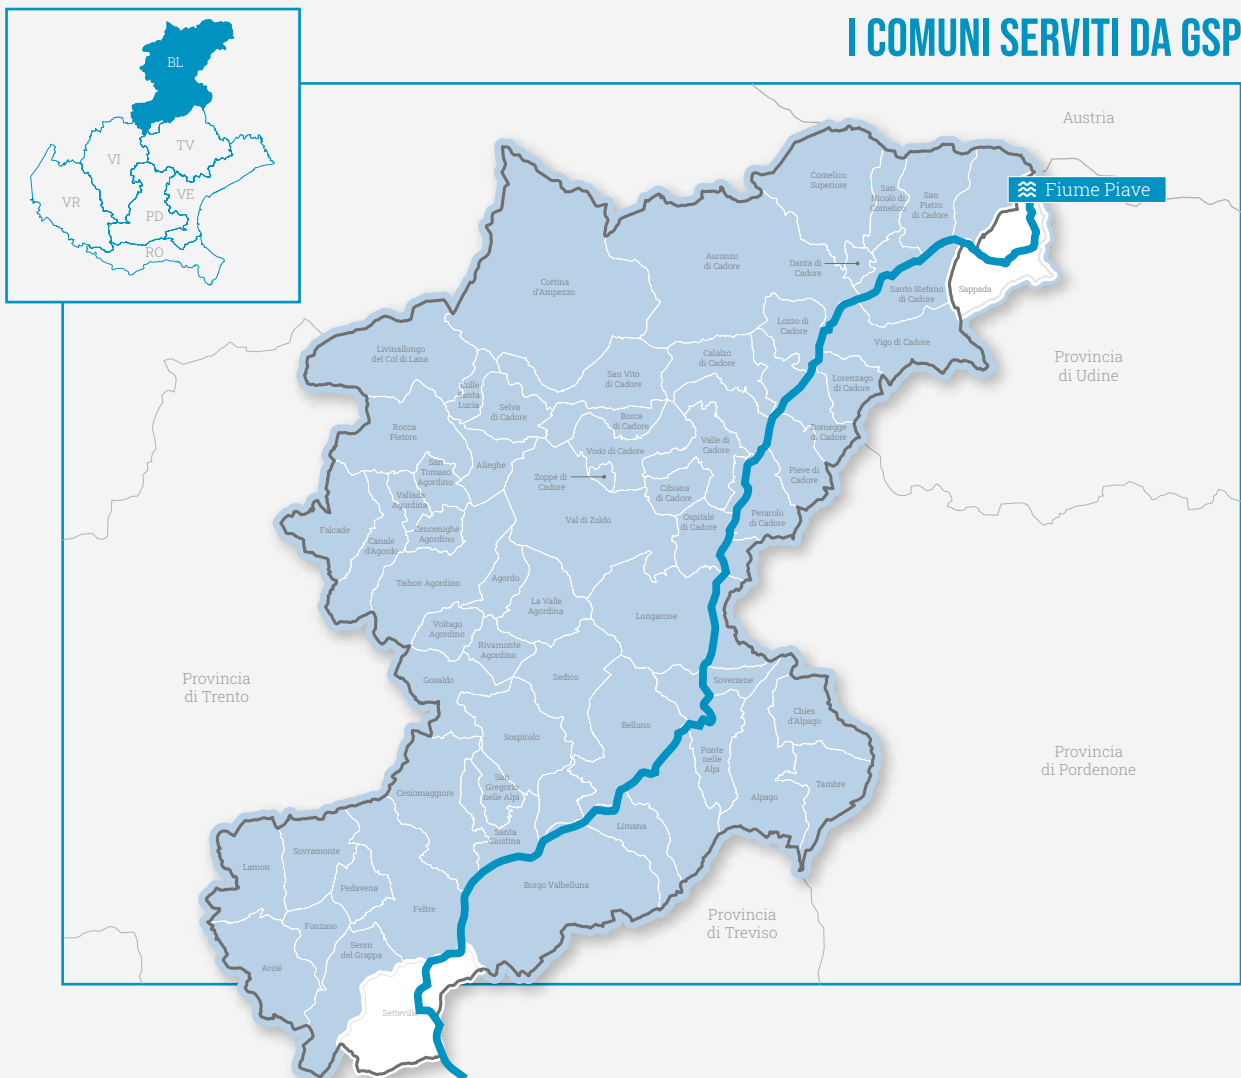 I COMUNI SERVITI DA GSP
BL
VI
TV
VR
VE
PD
RO
Austria
Fiume Piave
Comelico
Superiore
San
Nicolò di
Comelico
San
Pietro
di Cadore
Auronzo
di Cadore
Danta di
Cadore
Cortina
d'Ampezzo
Santo Stefano
di Cadore
Sappada
Lozzo di
Cadore
Vigo di Cadore
Livinallongo
del Col di Lana
Calalzo
di Cadore
Provincia
di Udine
San Vito
di Cadore
Lorenzago
di Cadore
Colle
Santa
Lucia
Selva
di Cadore
Borca
di Cadore
Rocca
Pietore
Domegge
di Cadore
Valle di
Cadore
Vodo di Cadore
San
Tomaso
Agordino
Alleghe
Zoppè di
Cadore
Pieve di
Cadore
Cibiana
di Cadore
Vallada
Agordina
Val di Zoldo
Ospitale
di Cadore
Perarolo
di Cadore
Falcade
Canale
d'Agordo
Cencenighe
Agordino
Taibon Agordino
Agordo
La Valle
Agordina
Longarone
Voltago
Agordino
Rivamonte
Agordino
Provincia
di Trento
Gosaldo
Sedico
Soverzene
Chies
d'Alpago
Belluno
Sospirolo
Ponte
nelle
Alpi
Provincia
di Pordenone
San
Gregorio
nelle Alpi
Cesiomaggiore
Tambre
Alpago
Limana
Santa
Giustina
Sovramonte
Lamon
Pedavena
Borgo Valbelluna
Feltre
Provincia
di Treviso
Fonzaso
Seren
del Grappa
Arsiè
Setteville